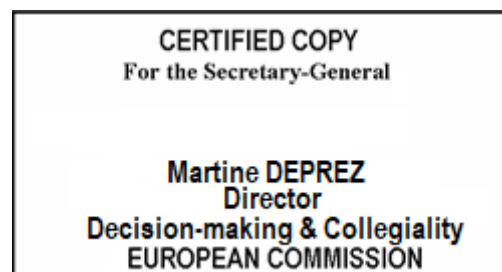 CERTIFIED COPY
For the Secretary-General
Martine DEPREZ
Director
Decision-making & Collegiality
EUROPEAN COMMISSION